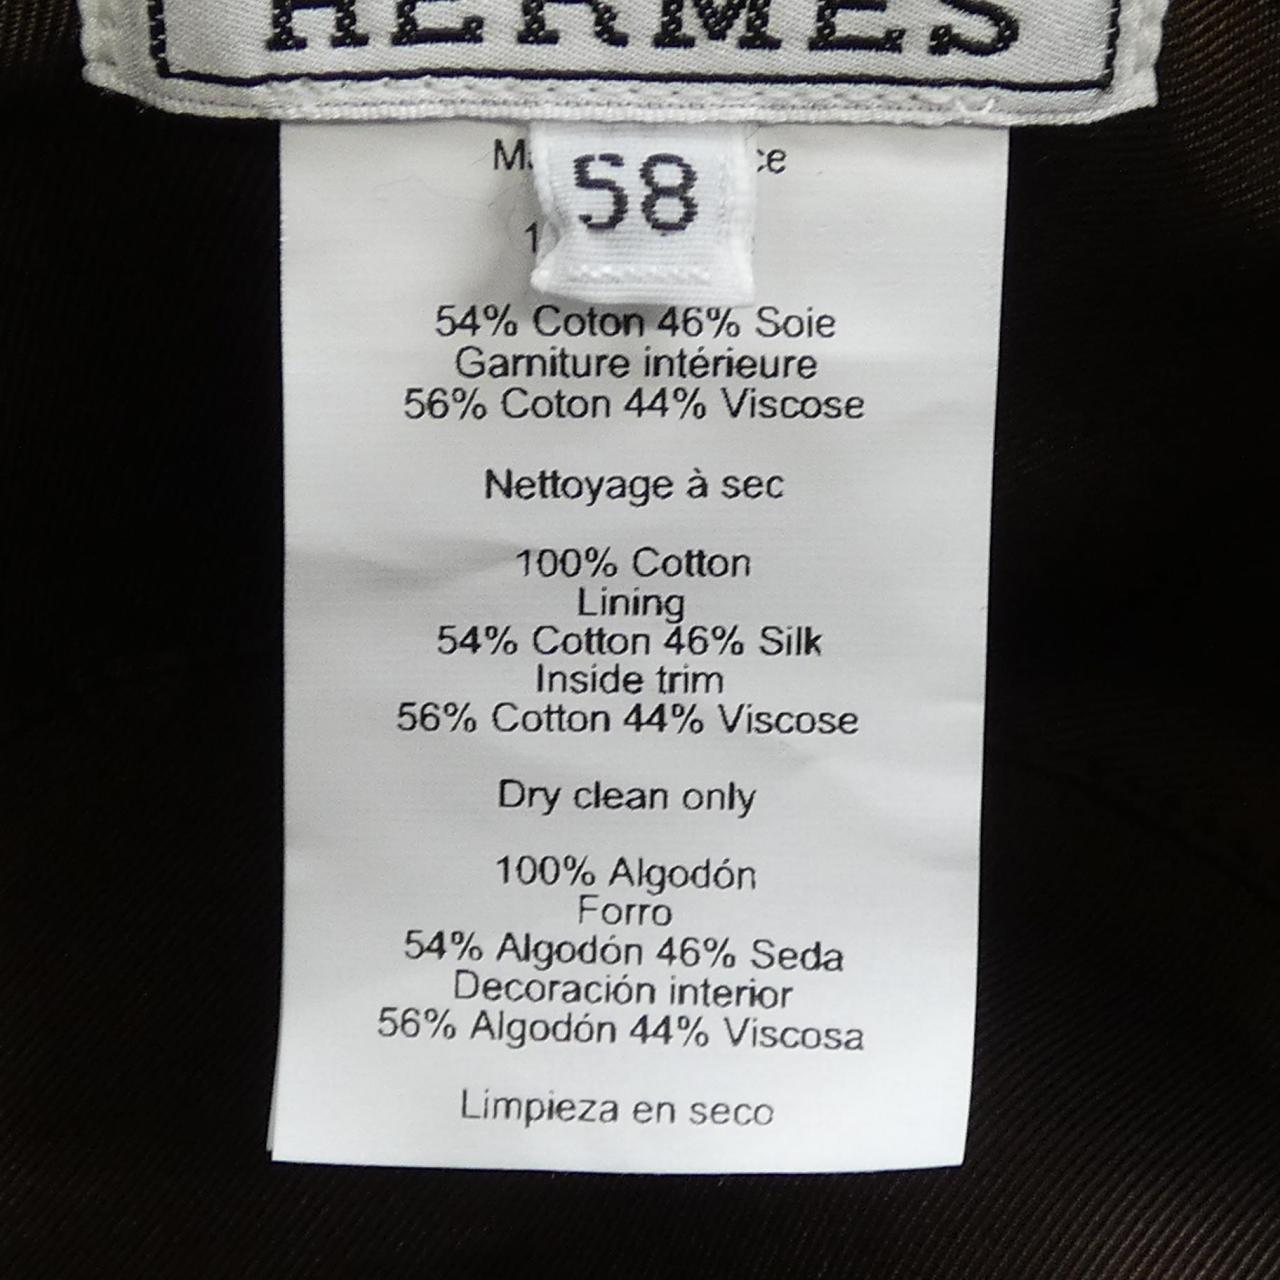 HERMES
58
54% Coton 46% Soie
Garniture intérieure
56% Coton 44% Viscose
Nettoyage à sec
100% Cotton
Lining
54% Cotton 46% Silk
Inside trim
56% Cotton 44% Viscose
Dry clean only
100% Algodón
Forro
54% Algodón 46% Seda
Decoración interior
56% Algodón 44% Viscosa
Limpieza en seco